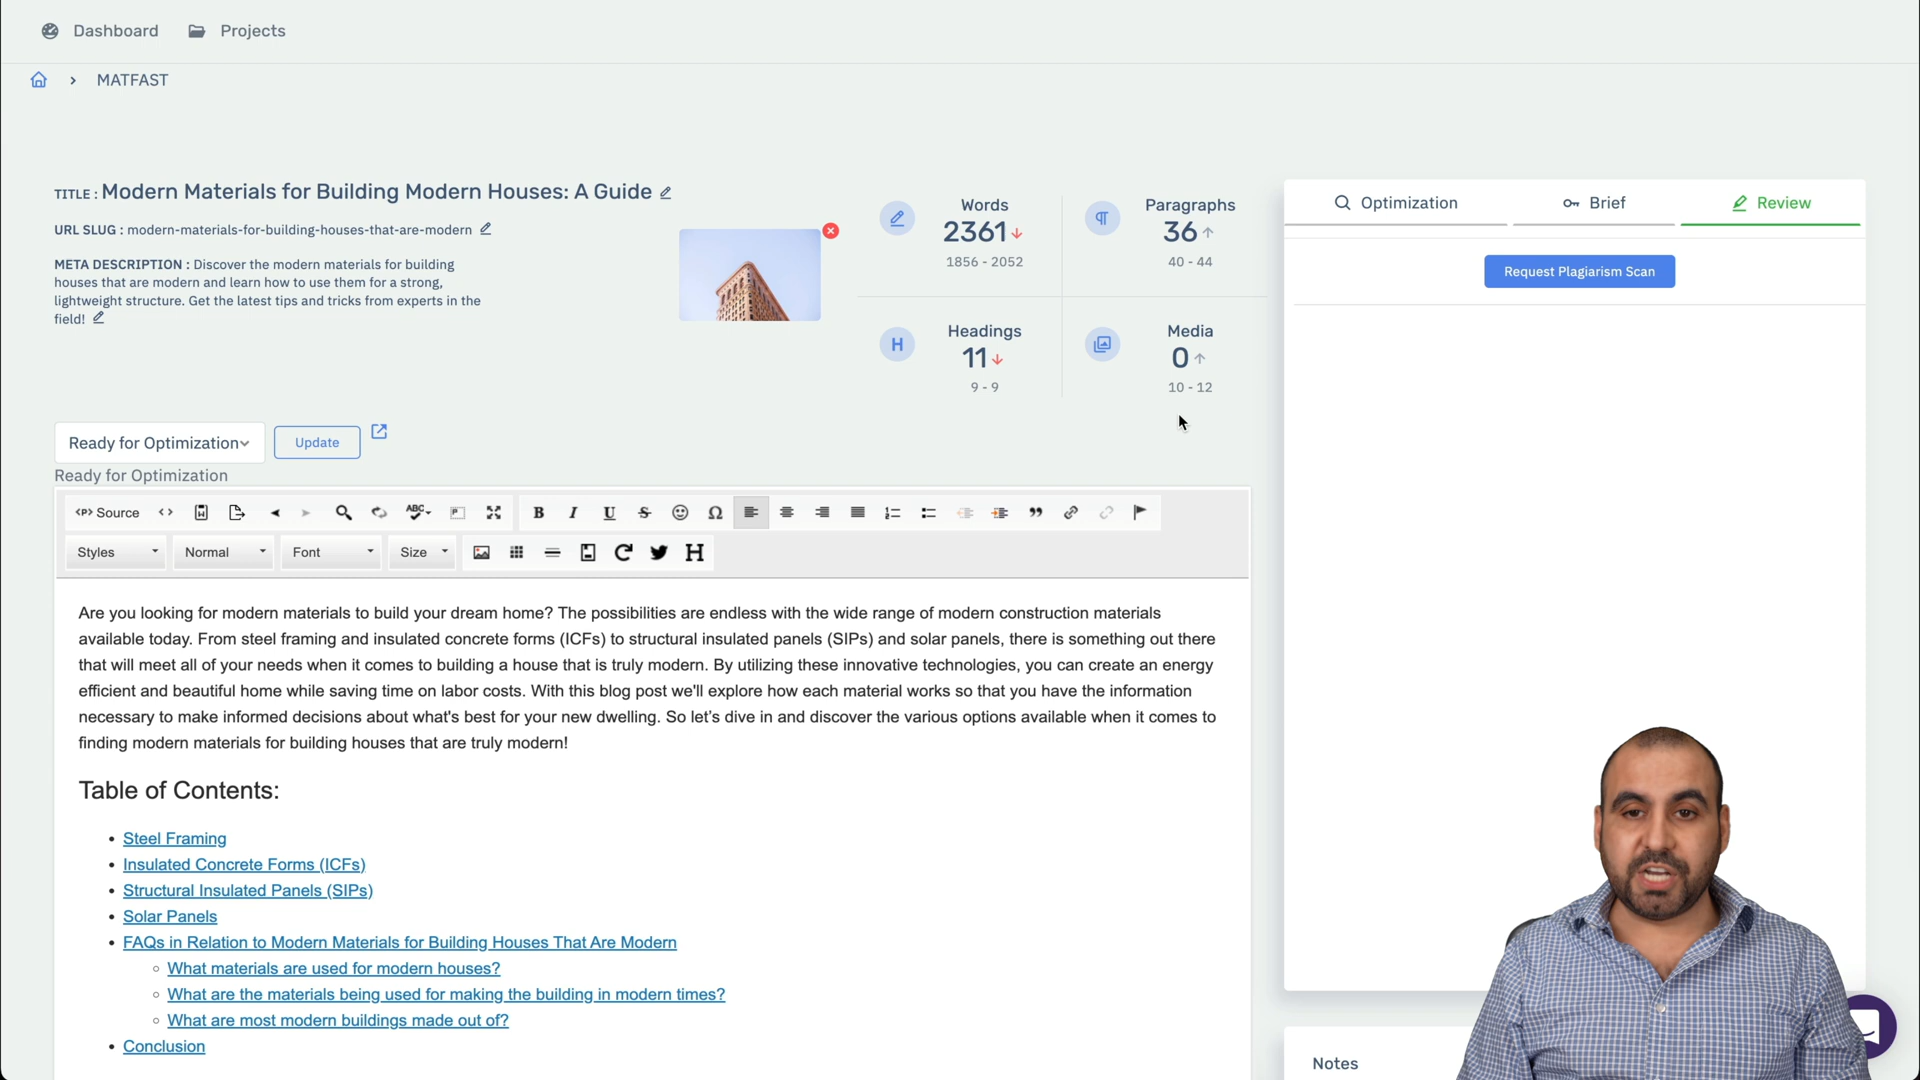 Dashboard Projects
MATFAST
TITLE : Modern Materials for Building Modern Houses: A Guide
URL SLUG : modern-materials-for-building-houses-that-are-modern
META DESCRIPTION : Discover the modern materials for building
houses that are modern and learn how to use them for a strong,
lightweight structure. Get the latest tips and tricks from experts in the
field!
Words
2361
1856 - 2052
Paragraphs
36
40 - 44
Headings
11
9 - 9
Media
0
10 - 12
Optimization Brief Review
Request Plagiarism Scan
Ready for Optimization Update
Ready for Optimization
Source
Styles Normal Font Size
Are you looking for modern materials to build your dream home? The possibilities are endless with the wide range of modern construction materials
available today. From steel framing and insulated concrete forms (ICFs) to structural insulated panels (SIPs) and solar panels, there is something out there
that will meet all of your needs when it comes to building a house that is truly modern. By utilizing these innovative technologies, you can create an energy
efficient and beautiful home while saving time on labor costs. With this blog post we'll explore how each material works so that you have the information
necessary to make informed decisions about what's best for your new dwelling. So let's dive in and discover the various options available when it comes to
finding modern materials for building houses that are truly modern!
Table of Contents:
Steel Framing
Insulated Concrete Forms (ICFs)
Structural Insulated Panels (SIPs)
Solar Panels
FAQs in Relation to Modern Materials for Building Houses That Are Modern
What materials are used for modern houses?
What are the materials being used for making the building in modern times?
What are most modern buildings made out of?
Conclusion
Notes